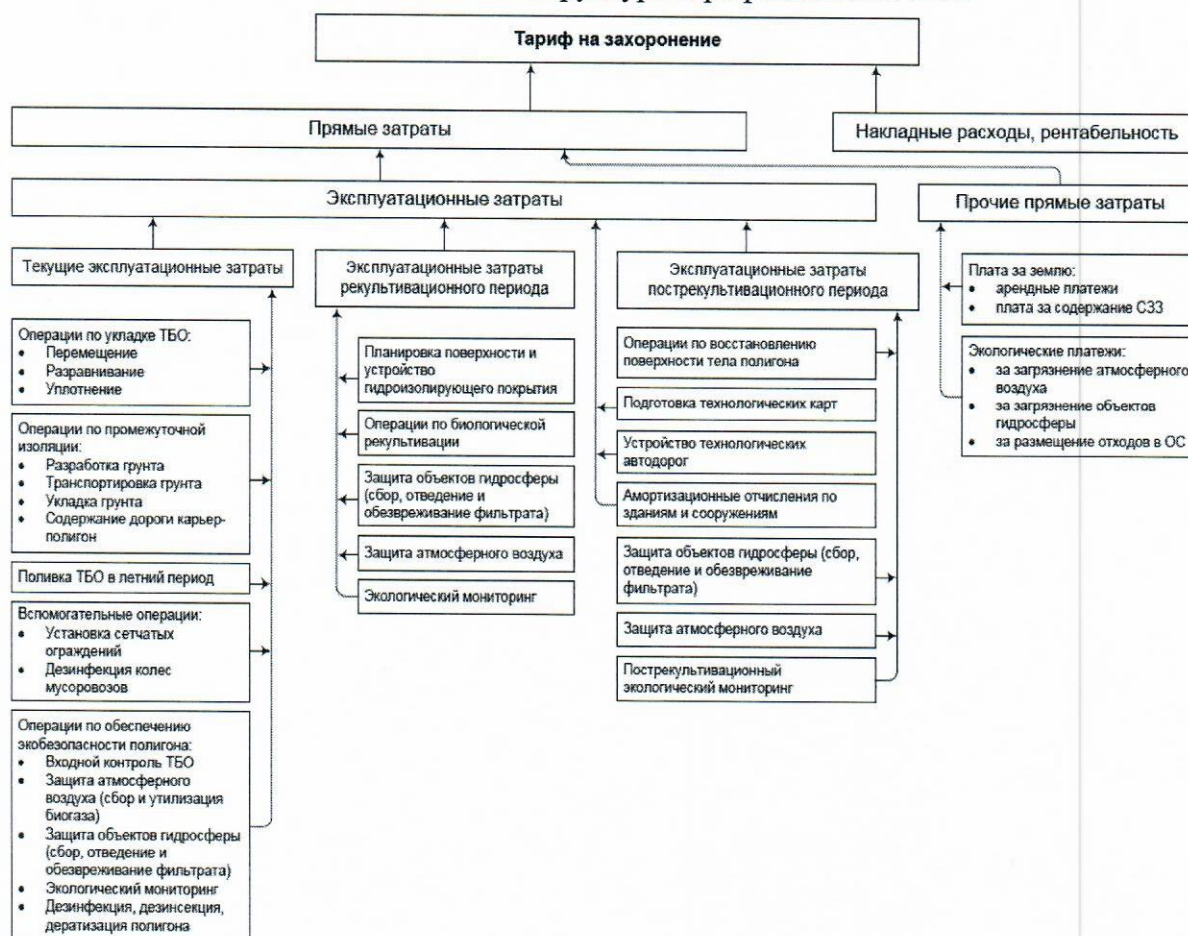 Тариф на захоронение
Прямые затраты
Накладные расходы, рентабельность
Эксплуатационные затраты
Прочие прямые затраты
Текущие эксплуатационные затраты
Операции по укладке ТБО:
• Перемещение
• Разравнивание
• Уплотнение
Операции по промежуточной
изоляции:
• Разработка грунта
• Транспортировка грунта
• Укладка грунта
• Содержание дороги карьер-
полигон
Поливка ТБО в летний период
Вспомогательные операции:
• Установка сетчатых
ограждений
• Дезинфекция колес
мусоровозов
Операции по обеспечению
экобезопасности полигона:
• Входной контроль ТБО
• Защита атмосферного
воздуха (сбор и утилизация
биогаза)
• Защита объектов гидросферы
(сбор, отведение и
обезвреживание фильтрата)
• Экологический мониторинг
• Дезинфекция, дезинсекция,
дератизация полигона
Эксплуатационные затраты
рекультивационного периода
Планировка поверхности и
устройство
гидроизолирующего покрытия
Операции по биологической
рекультивации
Защита объектов гидросферы
(сбор, отведение и
обезвреживание фильтрата)
Защита атмосферного воздуха
Экологический мониторинг
Эксплуатационные затраты
пострекультивационного периода
Операции по восстановлению
поверхности тела полигона
Подготовка технологических карт
Устройство технологических
автодорог
Амортизационные отчисления по
зданиям и сооружениям
Защита объектов гидросферы (сбор,
отведение и обезвреживание
фильтрата)
Защита атмосферного воздуха
Пострекультивационный
экологический мониторинг
Плата за землю:
• арендные платежи
• плата за содержание СЗЗ
Экологические платежи:
• за загрязнение атмосферного
воздуха
• за загрязнение объектов
гидросферы
• за размещение отходов в ОС